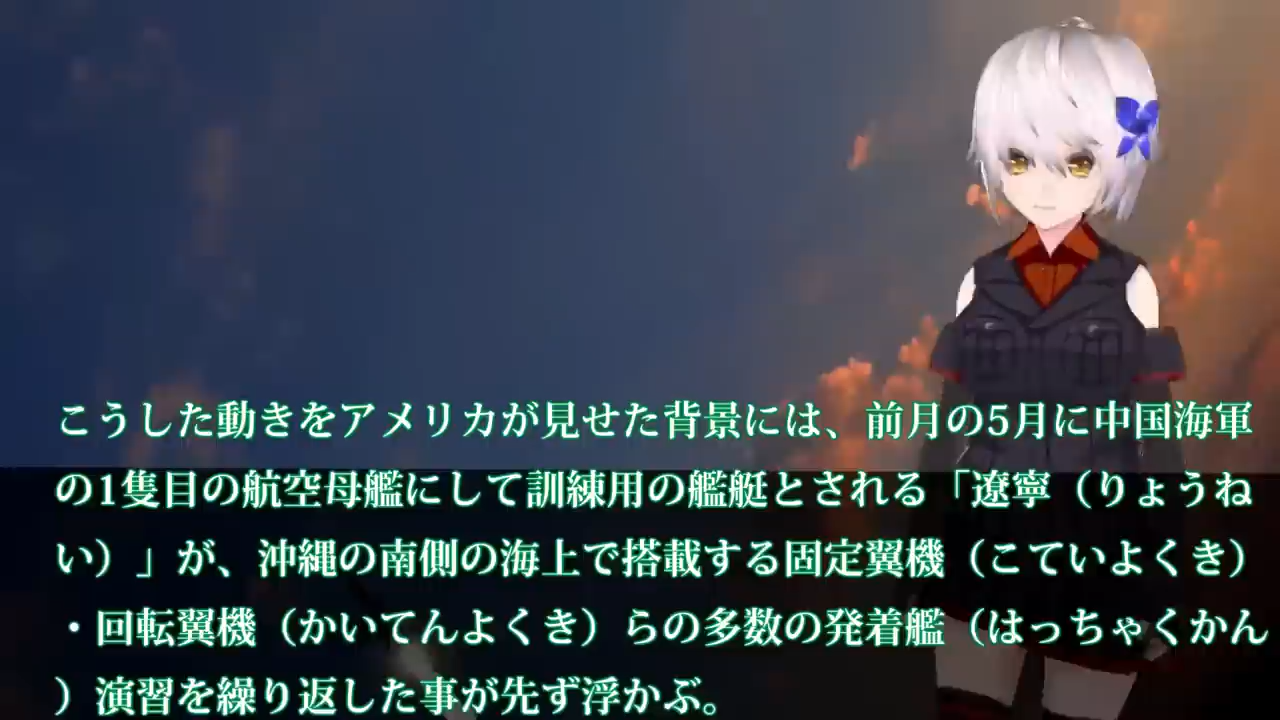 こうした動きをアメリカが見せた背景には、前月の5月に中国海軍
の1隻目の航空母艦にして訓練用の艦艇とされる「遼寧（りょうね
い）」が、沖縄の南側の海上で搭載する固定翼機（こていよくき）
・回転翼機（かいてんよくき）らの多数の発着艦（はっちゃくかん
）演習を繰り返した事が先ず浮かぶ。